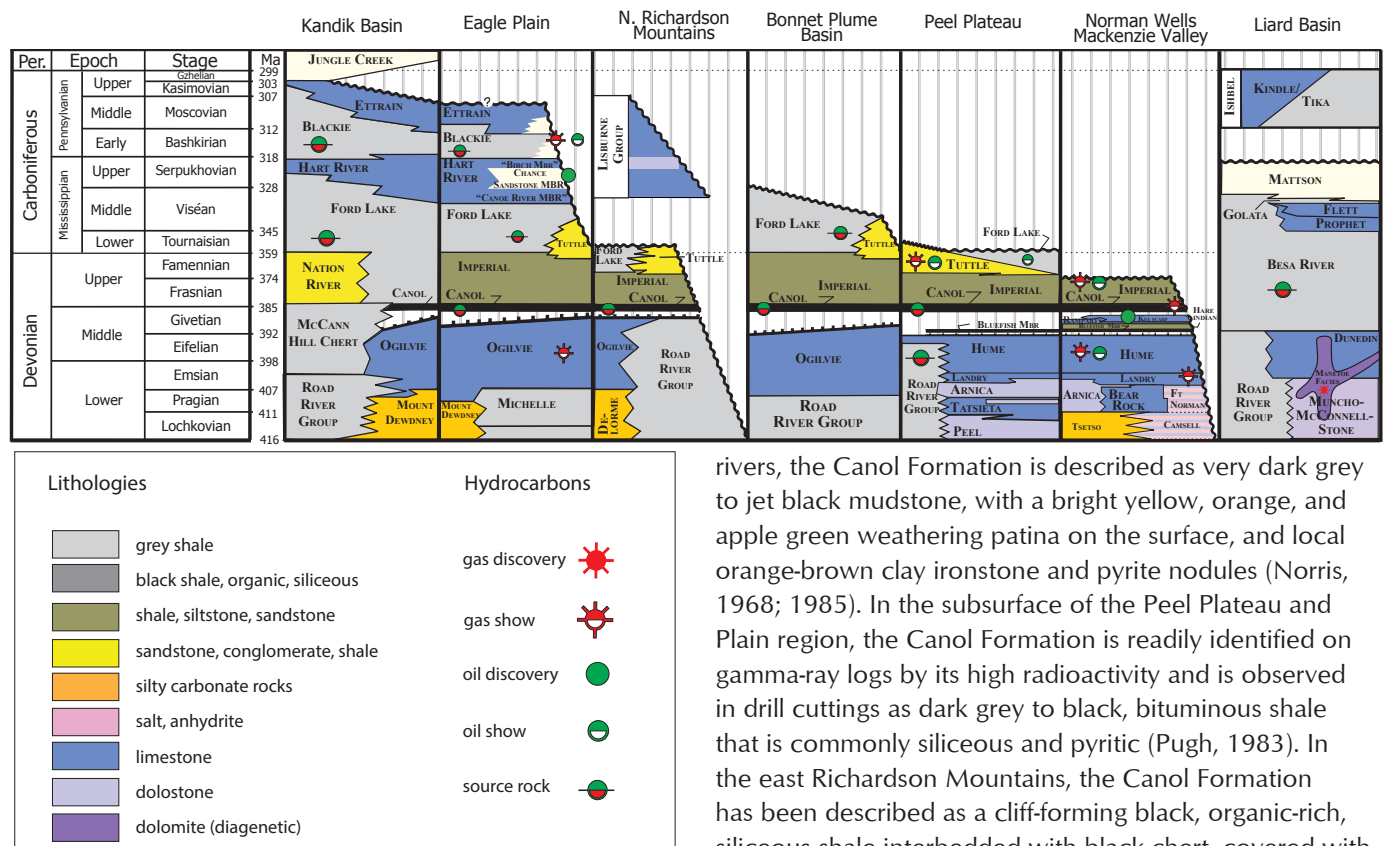 Kandik Basin
Eagle Plain
N. Richardson
Mountains
Bonnet Plume
Basin
Peel Plateau
Norman Wells
Mackenzie Valley
Liard Basin
Per. Epoch Stage Ma
Carboniferous
Devonian
Pennsylvanian
Mississippian
Upper
Middle
Early
Upper
Middle
Lower
Upper
Middle
Lower
Gzhelian
Kasimovian
Moscovian
Bashkirian
Serpukhovian
Viséan
Tournaisian
Famennian
Frasnian
Givetian
Eifelian
Emsian
Pragian
Lochkovian
299
303
307
312
318
328
345
359
374
385
392
398
407
411
416
JUNGLE CREEK
ETTRAIN
BLACKIE
HART RIVER
FORD LAKE
NATION
RIVER
CANOL
MCCANN
HILL CHERT
OGILVIE
ROAD
RIVER
GROUP
MOUNT
DEWDNEY
?
ETTRAIN
BLACKIE
HART
RIVER
"BIRCH MBR"
CHANCE
SANDSTONE MBR
"CANOE RIVER MBR"
FORD LAKE
TUTTLE
IMPERIAL
CANOL
OGILVIE
MOUNT
DEWDNEY
MICHELLE
LISBURNE
GROUP
FORD
LAKE
TUTTLE
IMPERIAL
CANOL
OGILVIE
ROAD
RIVER
GROUP
DE-
LORME
FORD LAKE
TUTTLE
IMPERIAL
CANOL
OGILVIE
ROAD
RIVER GROUP
FORD LAKE
TUTTLE
CANOL
IMPERIAL
BLUEFISH MBR
HUME
LANDRY
ROAD
RIVER
GROUP
ARNICA
TATSIETA
PEEL
IMPERIAL
CANOL
HARE
INDIAN
HUME
LANDRY
ARNICA
BEAR
ROCK
FT
NORMAN
TSETSO
CAMSELL
ISHBEL
KINDLE/
TIKA
MATTSON
GOLATA
FLETT
PROPHET
BESA RIVER
DUNEDIN
MANETOE
FACIES
ROAD
RIVER
GROUP
MUNCHO-
MCCONNELL-
STONE
Lithologies
grey shale
black shale, organic, siliceous
shale, siltstone, sandstone
sandstone, conglomerate, shale
silty carbonate rocks
salt, anhydrite
limestone
dolostone
dolomite (diagenetic)
Hydrocarbons
gas discovery
gas show
oil discovery
oil show
source rock
rivers, the Canol Formation is described as very dark grey
to jet black mudstone, with a bright yellow, orange, and
apple green weathering patina on the surface, and local
orange-brown clay ironstone and pyrite nodules (Norris,
1968; 1985). In the subsurface of the Peel Plateau and
Plain region, the Canol Formation is readily identified on
gamma-ray logs by its high radioactivity and is observed
in drill cuttings as dark grey to black, bituminous shale
that is commonly siliceous and pyritic (Pugh, 1983). In
the east Richardson Mountains, the Canol Formation
has been described as a cliff-forming black, organic-rich,
siliceous shale interbedded with black chert, covered with